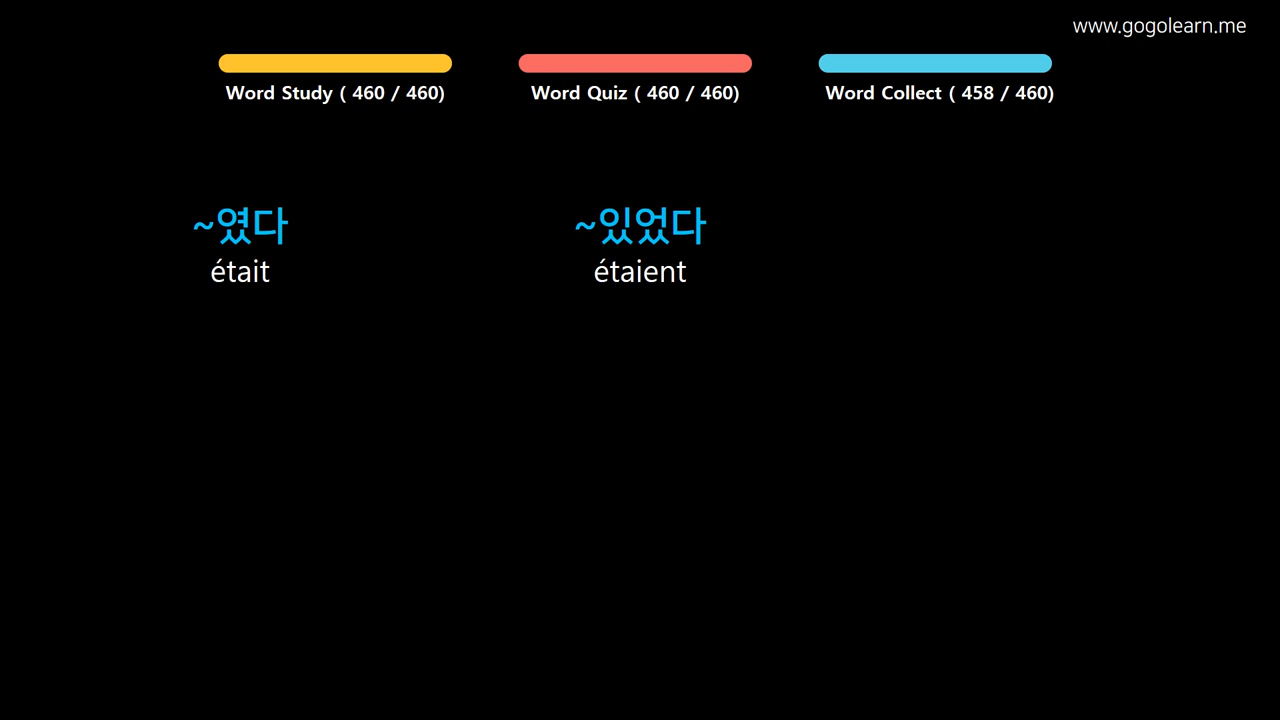 www.gogolearn.me
Word Study ( 460 / 460)
Word Quiz ( 460 / 460)
Word Collect ( 458 / 460)
~였다
était
~있었다
étaient